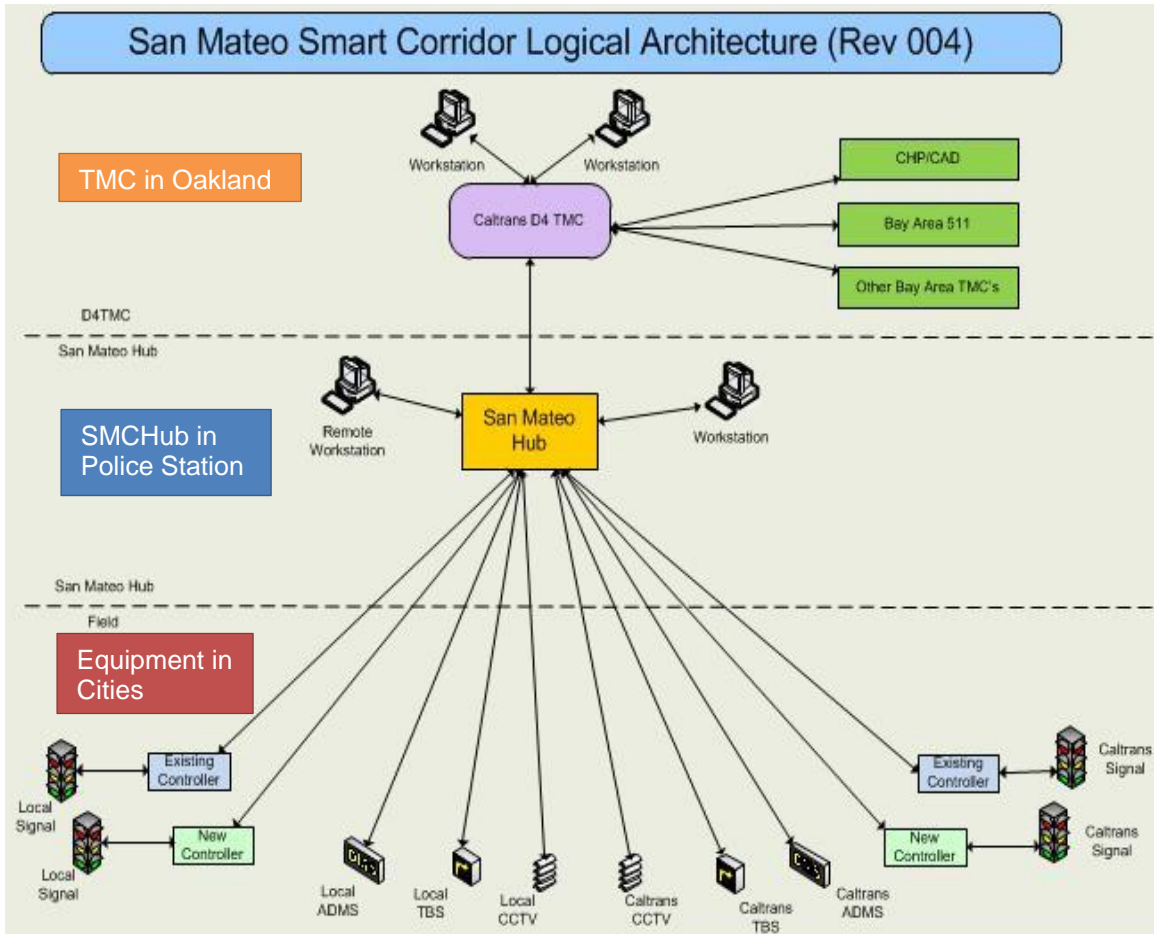 San Mateo Smart Corridor Logical Architecture (Rev 004)
Workstation
Workstation
TMC in Oakland
CHP/CAD
Caltrans D4 TMC
Bay Area 511
Other Bay Area TMC's
D4TMC
San Mateo Hub
SMCHub in
Police Station
Remote
Workstation
San Mateo
Hub
Workstation
San Mateo Hub
Field
Equipment in
Cities
Existing
Controller
Local
Signal
New
Controller
Local
Signal
Local
ADMS
Local
TBS
Local
CCTV
Caltrans
CCTV
Caltrans
TBS
Caltrans
ADMS
Existing
Controller
Caltrans
Signal
New
Controller
Caltrans
Signal